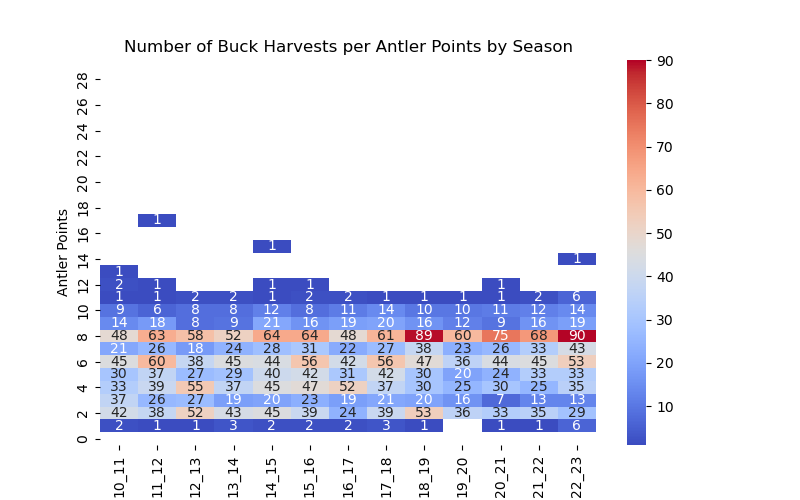 Number of Buck Harvests per Antler Points by Season
Antler Points
28
26
24
22
20
18
1
16
1
14 1
1
12 2 1 1 1 1
1 1 2 2 1 2 2 1 1 1 1 2 6
10 9 6 8 8 12 8 11 14 10 10 11 12 14
14 18 8 9 21 16 19 20 16 12 9 16 19
8 48 63 58 52 64 64 48 61 89 60 75 68 90
21 26 18 24 28 31 22 27 38 23 26 33 43
6 45 60 38 45 44 56 42 56 47 36 44 45 53
30 37 27 29 40 42 31 42 30 20 24 33 33
4 33 39 55 37 45 47 52 37 30 25 30 25 35
37 26 27 19 20 23 19 21 20 16 7 13 13
2 42 38 52 43 45 39 24 39 53 36 33 35 29
2 1 1 3 2 2 2 3 1 1 1 6
0
10_11 11_12 12_13 13_14 14_15 15_16 16_17 17_18 18_19 19_20 20_21 21_22 22_23
90
80
70
60
50
40
30
20
10